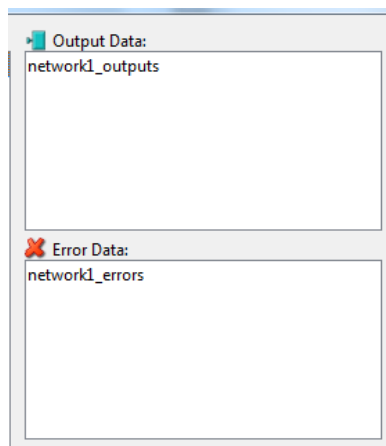 Output Data:
network1_outputs
Error Data:
network1_errors